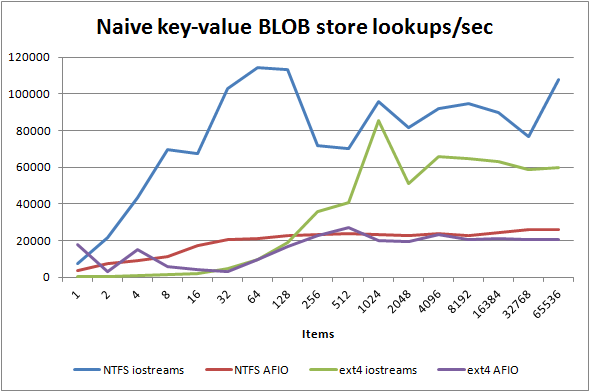 Naive key-value BLOB store lookups/sec
120000
100000
80000
60000
40000
20000
0
1 2 4 8 16 32 64 128 256 512 1024 2048 4096 8192 16384 32768 65536
Items
NTFS iostreams NTFS AFIO ext4 iostreams ext4 AFIO